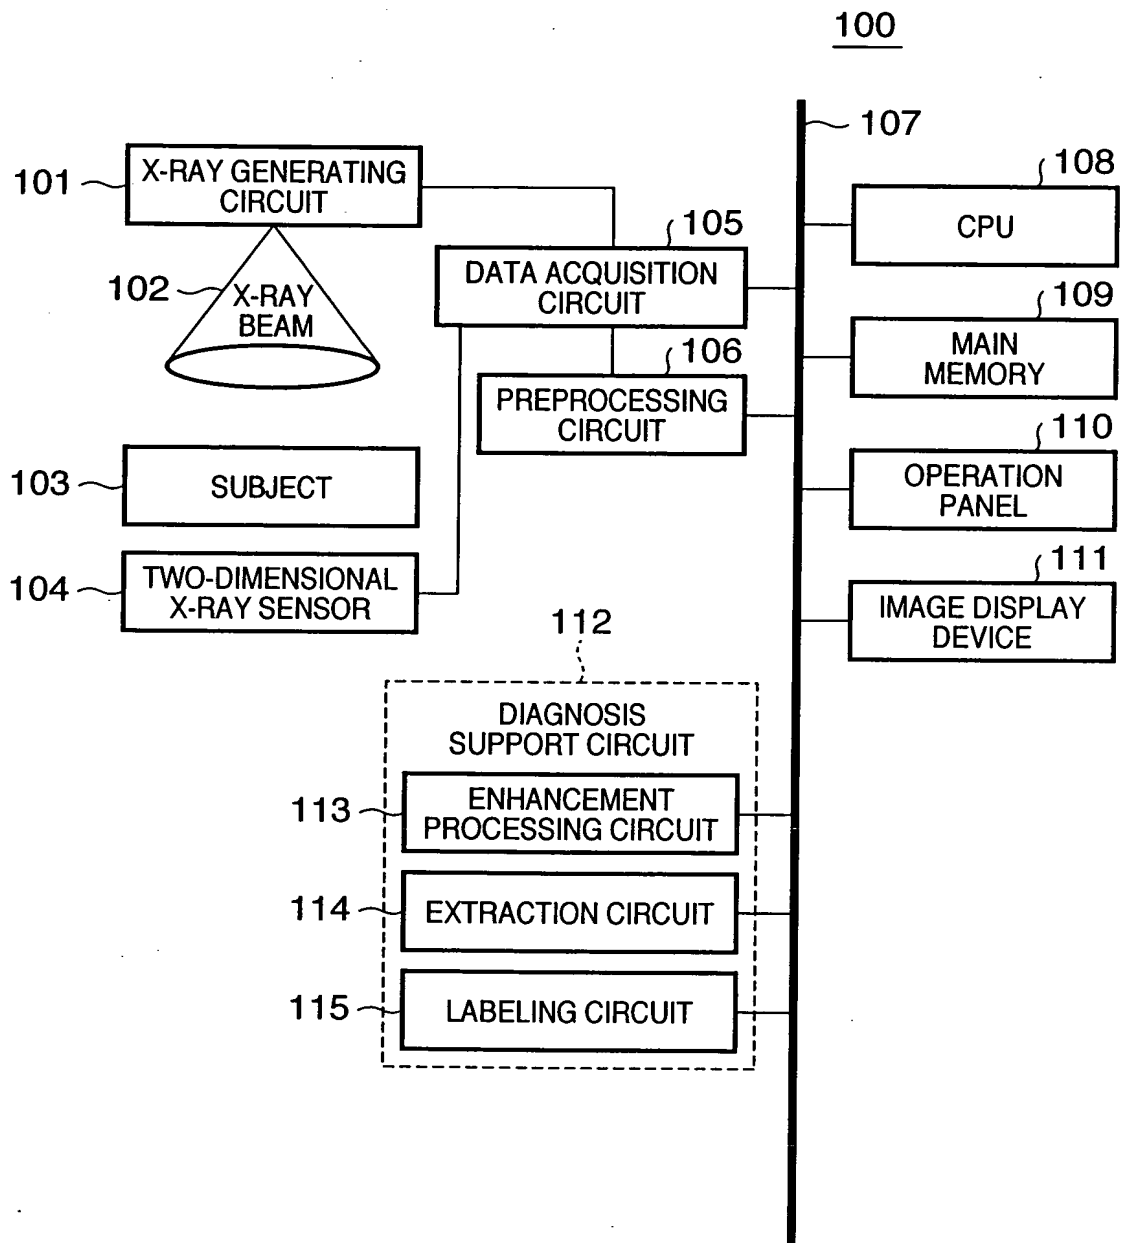 100
107
101
X-RAY GENERATING
CIRCUIT
102
X-RAY
BEAM
105
DATA ACQUISITION
CIRCUIT
106
PREPROCESSING
CIRCUIT
103
SUBJECT
104
TWO-DIMENSIONAL
X-RAY SENSOR
108
CPU
109
MAIN
MEMORY
110
OPERATION
PANEL
111
IMAGE DISPLAY
DEVICE
112
DIAGNOSIS
SUPPORT CIRCUIT
113
ENHANCEMENT
PROCESSING CIRCUIT
114
EXTRACTION CIRCUIT
115
LABELING CIRCUIT